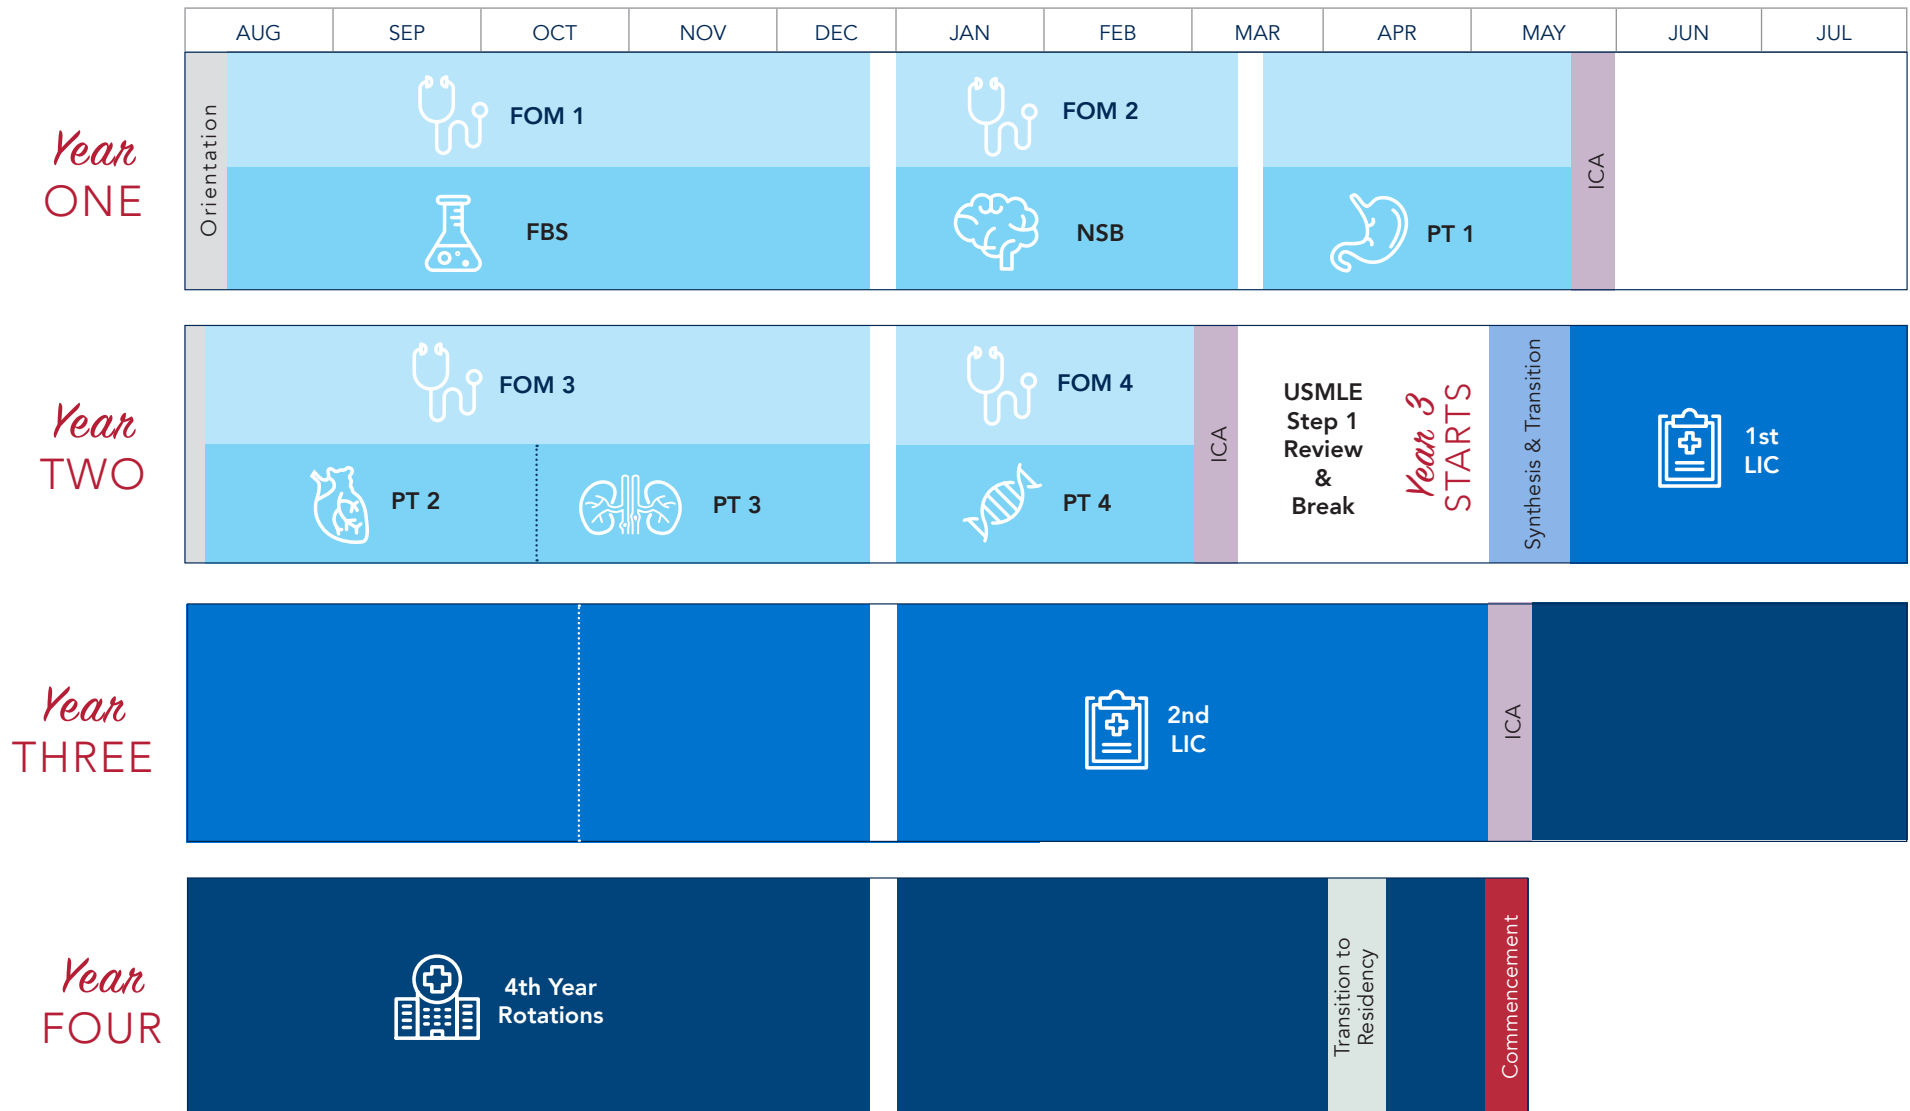 AUG SEP OCT NOV DEC JAN FEB MAR APR MAY JUN JUL
Year
ONE
Orientation
FOM 1
FBS
FOM 2
NSB
PT 1
ICA
Year
TWO
FOM 3
PT 2
PT 3
FOM 4
PT 4
ICA
USMLE
Step 1
Review
&
Break
Year 3
STARTS
Synthesis & Transition
1st
LIC
Year
THREE
2nd
LIC
ICA
Year
FOUR
4th Year
Rotations
Transition to
Residency
Commencement